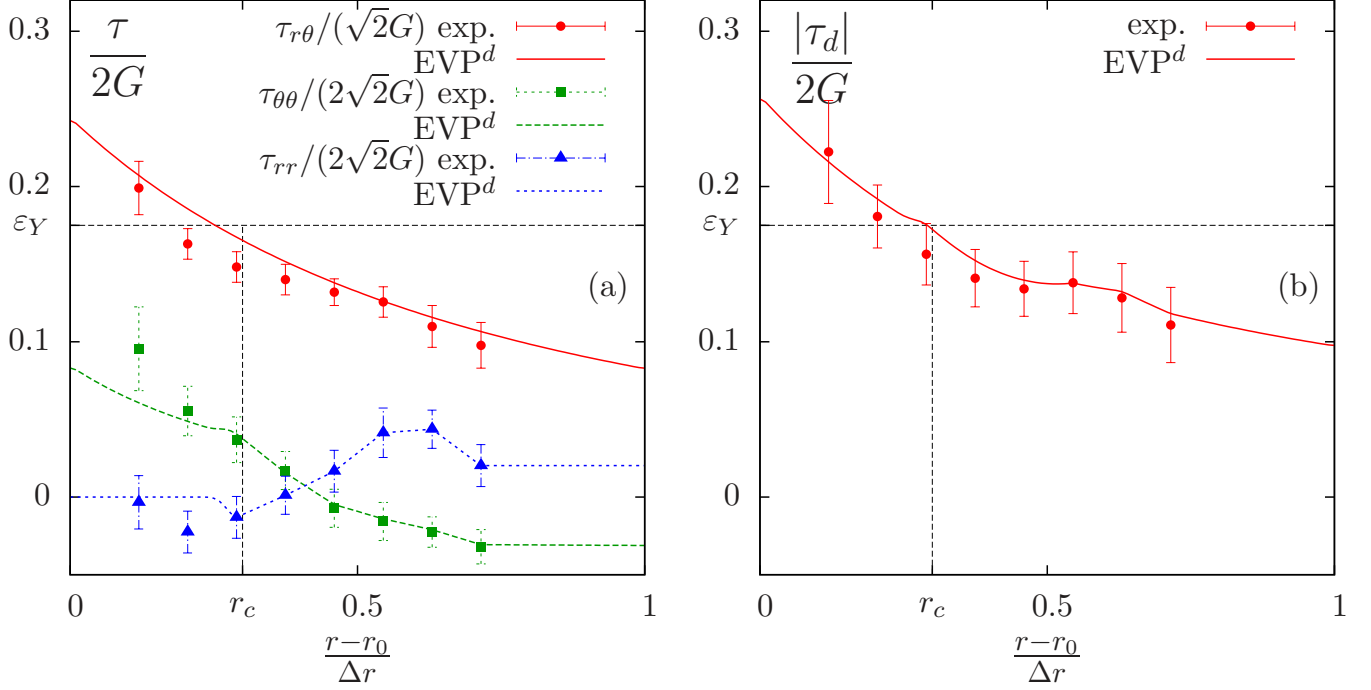 0.3
0.2
ε_Y
0.1
0
τ/2G
τ_{rθ}/(√2G) exp.
EVP^d
τ_{θθ}/(2√2G) exp.
EVP^d
τ_{rr}/(2√2G) exp.
EVP^d
(a)
0 r_c 0.5 1
r−r_0/Δr
0.3
0.2
ε_Y
0.1
0
|τ_d|/2G
exp.
EVP^d
(b)
0 r_c 0.5 1
r−r_0/Δr